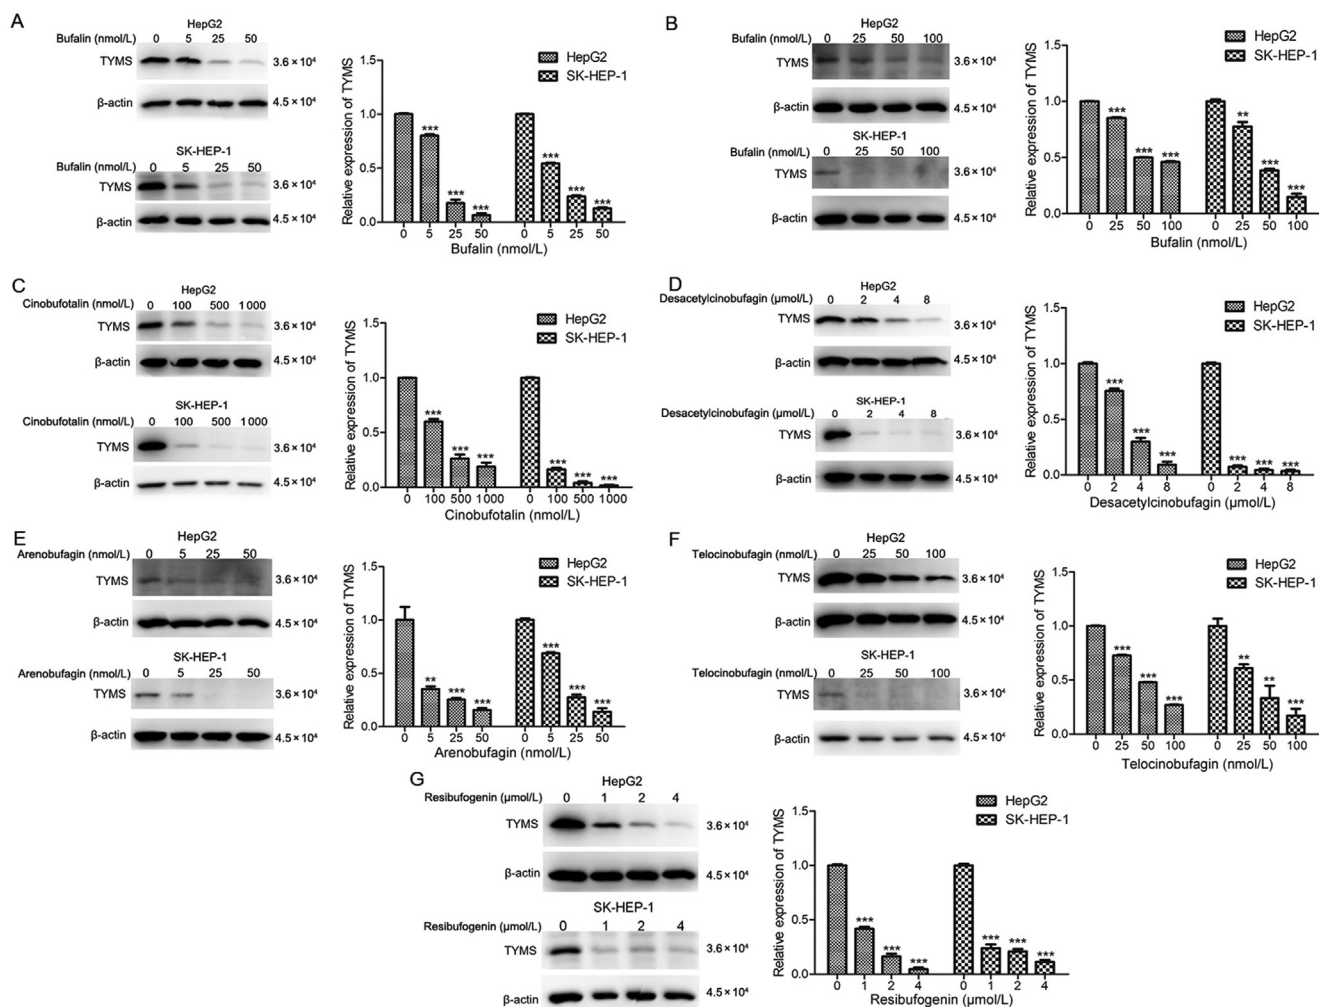 A
HepG2
Bufalin (nmol/L) 0 5 25 50
TYMS 3.6 × 10⁴
β-actin 4.5 × 10⁴
SK-HEP-1
Bufalin (nmol/L) 0 5 25 50
TYMS 3.6 × 10⁴
β-actin 4.5 × 10⁴
Relative expression of TYMS
1.5
1.0
0.5
0.0
HepG2
SK-HEP-1
*** *** *** *** *** ***
0 5 25 50 0 5 25 50
Bufalin (nmol/L)
B
HepG2
Bufalin (nmol/L) 0 25 50 100
TYMS 3.6 × 10⁴
β-actin 4.5 × 10⁴
SK-HEP-1
Bufalin (nmol/L) 0 25 50 100
TYMS 3.6 × 10⁴
β-actin 4.5 × 10⁴
Relative expression of TYMS
1.5
1.0
0.5
0.0
HepG2
SK-HEP-1
*** *** *** ** *** ***
0 25 50 100 0 25 50 100
Bufalin (nmol/L)
C
HepG2
Cinobufotalin (nmol/L) 0 100 500 1 000
TYMS 3.6 × 10⁴
β-actin 4.5 × 10⁴
SK-HEP-1
Cinobufotalin (nmol/L) 0 100 500 1 000
TYMS 3.6 × 10⁴
β-actin 4.5 × 10⁴
Relative expression of TYMS
1.5
1.0
0.5
0.0
HepG2
SK-HEP-1
*** *** *** *** *** ***
0 100 500 1000 0 100 500 1000
Cinobufotalin (nmol/L)
D
HepG2
Desacetylcinobufagin (μmol/L) 0 2 4 8
TYMS 3.6 × 10⁴
β-actin 4.5 × 10⁴
SK-HEP-1
Desacetylcinobufagin (μmol/L) 0 2 4 8
TYMS 3.6 × 10⁴
β-actin 4.5 × 10⁴
Relative expression of TYMS
1.5
1.0
0.5
0.0
HepG2
SK-HEP-1
*** *** *** *** *** ***
0 2 4 8 0 2 4 8
Desacetylcinobufagin (μmol/L)
E
HepG2
Arenobufagin (nmol/L) 0 5 25 50
TYMS 3.6 × 10⁴
β-actin 4.5 × 10⁴
SK-HEP-1
Arenobufagin (nmol/L) 0 5 25 50
TYMS 3.6 × 10⁴
β-actin 4.5 × 10⁴
Relative expression of TYMS
1.5
1.0
0.5
0.0
HepG2
SK-HEP-1
** *** *** *** *** ***
0 5 25 50 0 5 25 50
Arenobufagin (nmol/L)
F
HepG2
Telocinobufagin (nmol/L) 0 25 50 100
TYMS 3.6 × 10⁴
β-actin 4.5 × 10⁴
SK-HEP-1
Telocinobufagin (nmol/L) 0 25 50 100
TYMS 3.6 × 10⁴
β-actin 4.5 × 10⁴
Relative expression of TYMS
1.5
1.0
0.5
0.0
HepG2
SK-HEP-1
*** *** *** ** ** ***
0 25 50 100 0 25 50 100
Telocinobufagin (nmol/L)
G
HepG2
Resibufogenin (μmol/L) 0 1 2 4
TYMS 3.6 × 10⁴
β-actin 4.5 × 10⁴
SK-HEP-1
Resibufogenin (μmol/L) 0 1 2 4
TYMS 3.6 × 10⁴
β-actin 4.5 × 10⁴
Relative expression of TYMS
1.5
1.0
0.5
0.0
HepG2
SK-HEP-1
*** *** *** *** *** ***
0 1 2 4 0 1 2 4
Resibufogenin (μmol/L)